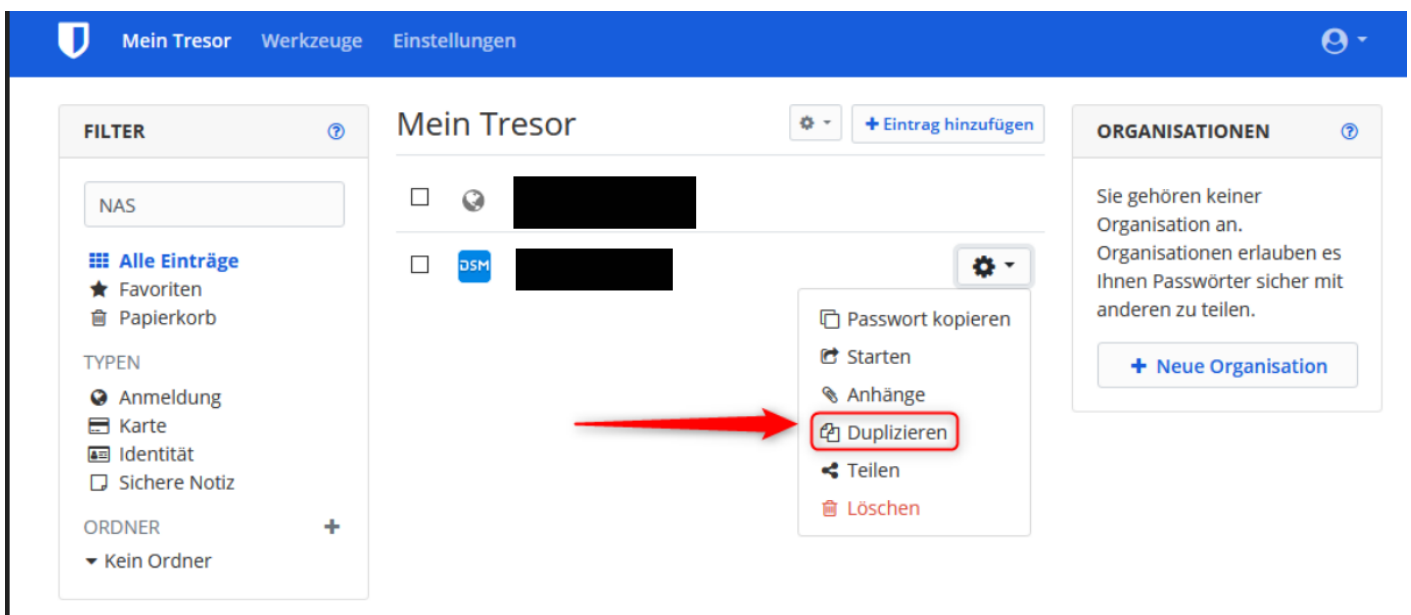 Mein Tresor Werkzeuge Einstellungen
FILTER
NAS
Alle Einträge
Favoriten
Papierkorb
TYPEN
Anmeldung
Karte
Identität
Sichere Notiz
ORDNER
Kein Ordner
Mein Tresor
+ Eintrag hinzufügen
DSM
Passwort kopieren
Starten
Anhänge
Duplizieren
Teilen
Löschen
ORGANISATIONEN
Sie gehören keiner
Organisation an.
Organisationen erlauben es
Ihnen Passwörter sicher mit
anderen zu teilen.
+ Neue Organisation